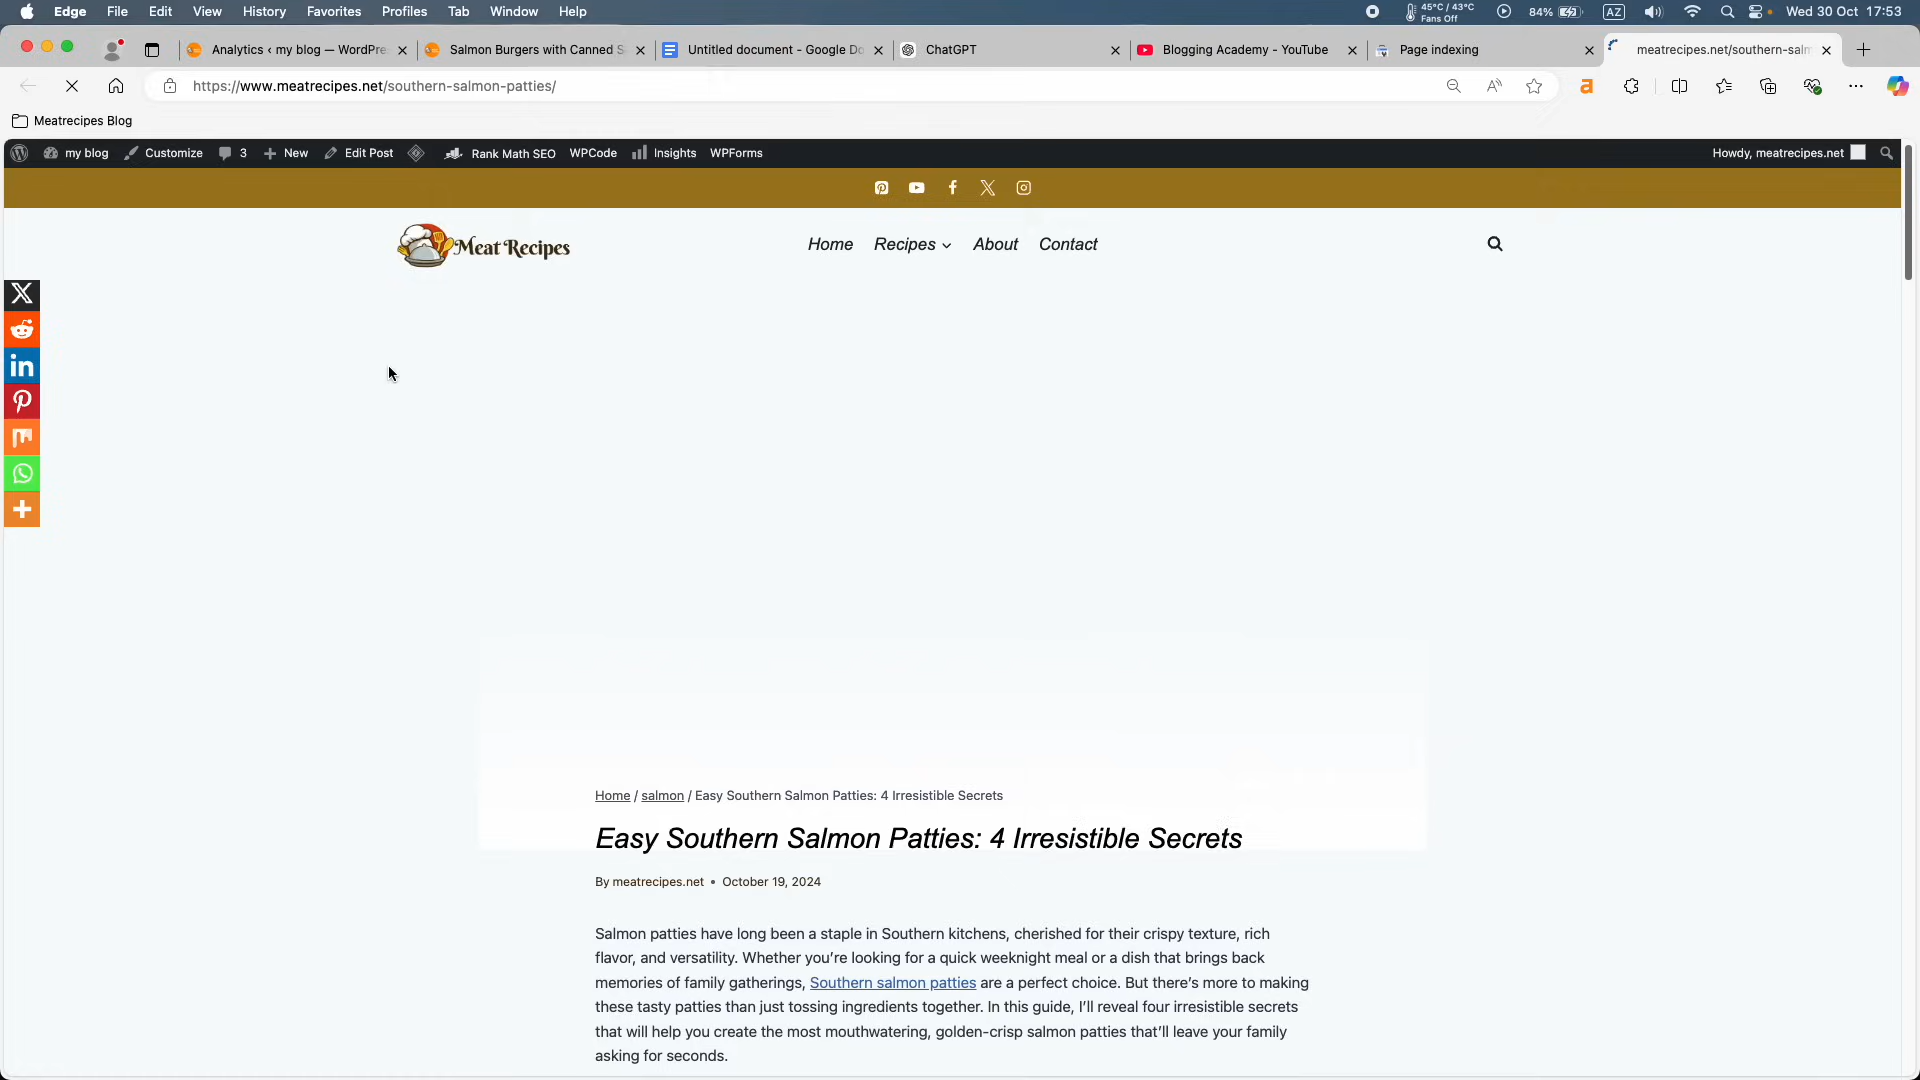 Edge File Edit View History Favorites Profiles Tab Window Help 45°C / 43°C Fans Off 84% AZ Wed 30 Oct 17:53
Analytics ‹ my blog — WordPre Salmon Burgers with Canned S Untitled document - Google Do ChatGPT Blogging Academy - YouTube Page indexing meatrecipes.net/southern-salm
https://www.meatrecipes.net/southern-salmon-patties/
Meatrecipes Blog
my blog Customize 3 New Edit Post Rank Math SEO WPCode Insights WPForms Howdy, meatrecipes.net
Meat Recipes Home Recipes About Contact
Home / salmon / Easy Southern Salmon Patties: 4 Irresistible Secrets
Easy Southern Salmon Patties: 4 Irresistible Secrets
By meatrecipes.net • October 19, 2024
Salmon patties have long been a staple in Southern kitchens, cherished for their crispy texture, rich
flavor, and versatility. Whether you're looking for a quick weeknight meal or a dish that brings back
memories of family gatherings, Southern salmon patties are a perfect choice. But there's more to making
these tasty patties than just tossing ingredients together. In this guide, I'll reveal four irresistible secrets
that will help you create the most mouthwatering, golden-crisp salmon patties that'll leave your family
asking for seconds.